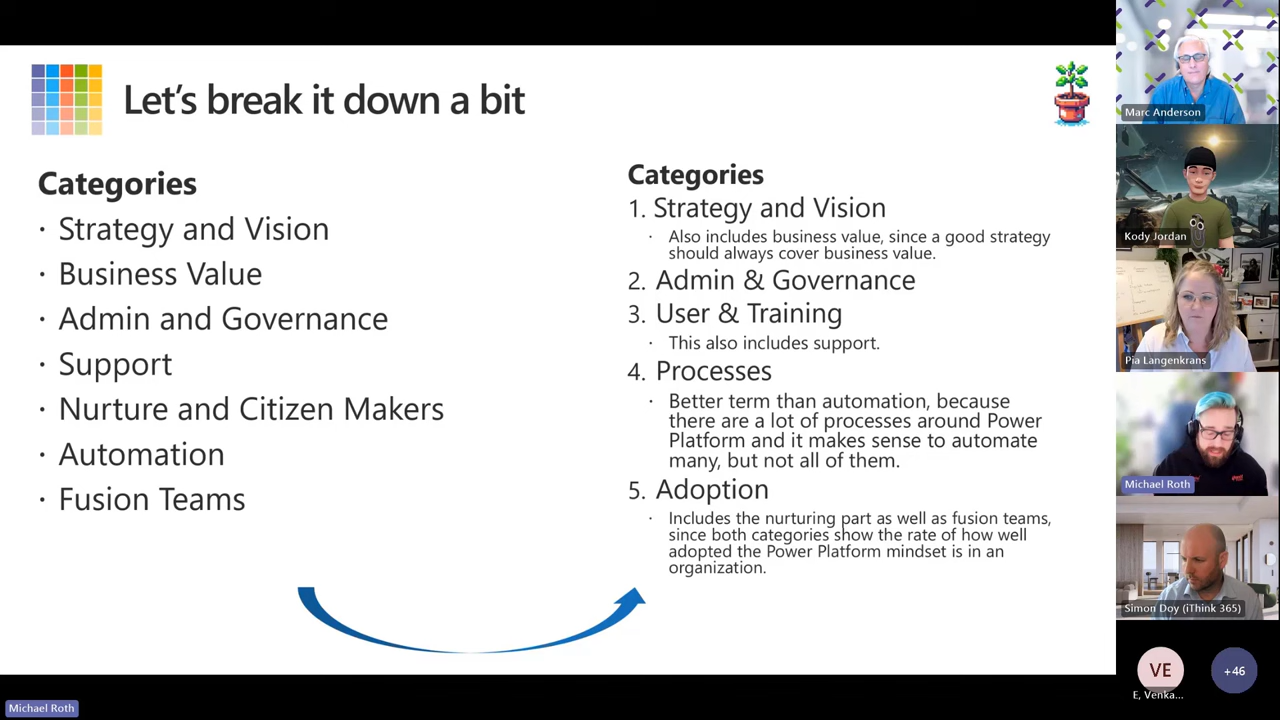 Let's break it down a bit
Categories
· Strategy and Vision
· Business Value
· Admin and Governance
· Support
· Nurture and Citizen Makers
· Automation
· Fusion Teams
Categories
1. Strategy and Vision
· Also includes business value, since a good strategy
should always cover business value.
2. Admin & Governance
3. User & Training
· This also includes support.
4. Processes
· Better term than automation, because
there are a lot of processes around Power
Platform and it makes sense to automate
many, but not all of them.
5. Adoption
· Includes the nurturing part as well as fusion teams,
since both categories show the rate of how well
adopted the Power Platform mindset is in an
organization.
Marc Anderson
Kody Jordan
Pia Langenkrans
Michael Roth
Simon Doy (iThink 365)
VE
E, Venka...
+46
Michael Roth